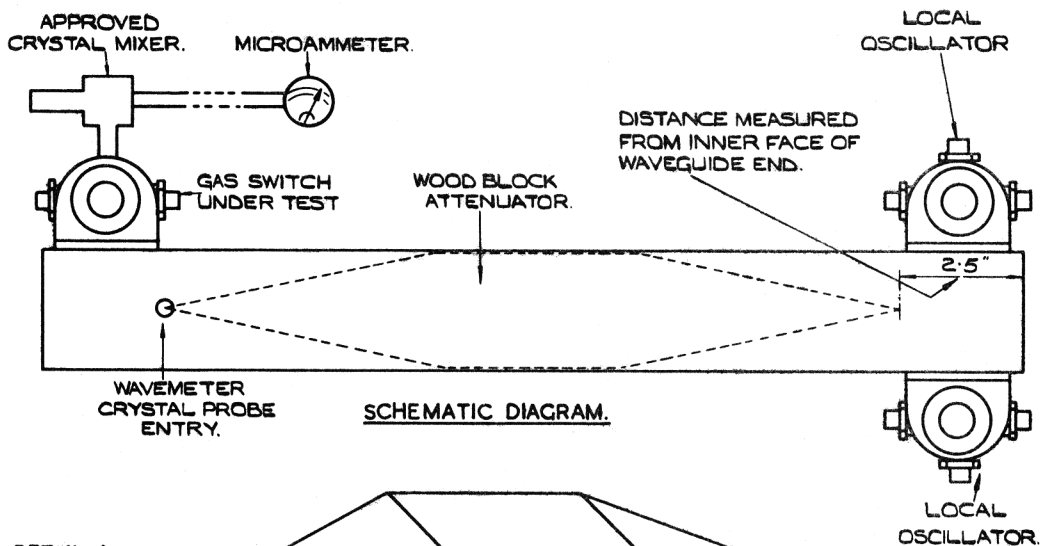 APPROVED
CRYSTAL MIXER.
MICROAMMETER.
LOCAL
OSCILLATOR
DISTANCE MEASURED
FROM INNER FACE OF
WAVEGUIDE END.
GAS SWITCH
UNDER TEST
WOOD BLOCK
ATTENUATOR.
2·5"
WAVEMETER
CRYSTAL PROBE
ENTRY.
SCHEMATIC DIAGRAM.
LOCAL
OSCILLATOR.